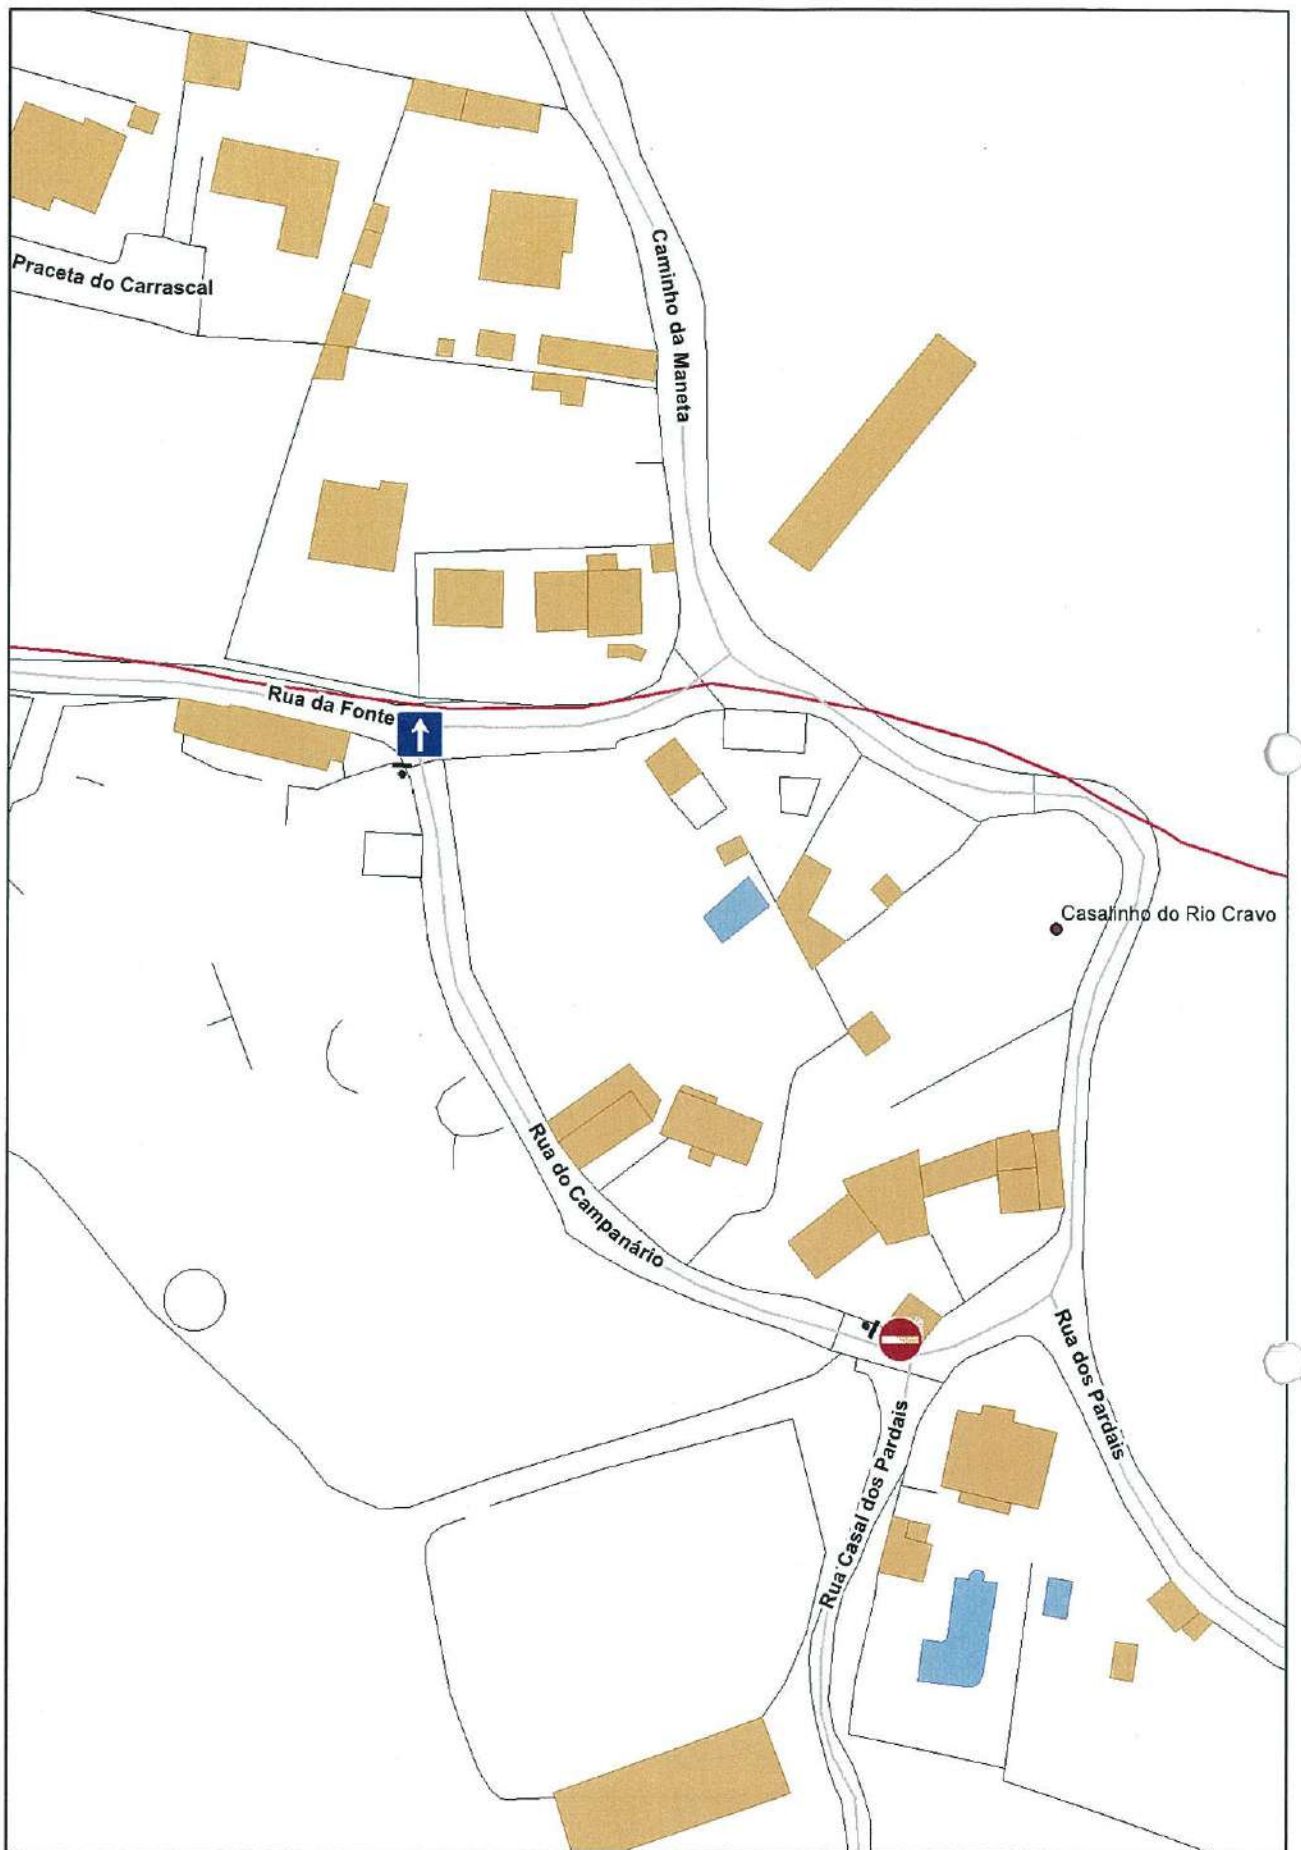 Praceta do Carrascal
Caminho da Maneta
Rua da Fonte
Casalinho do Rio Cravo
Rua do Campanário
Rua dos Pardais
Rua Casal dos Pardais